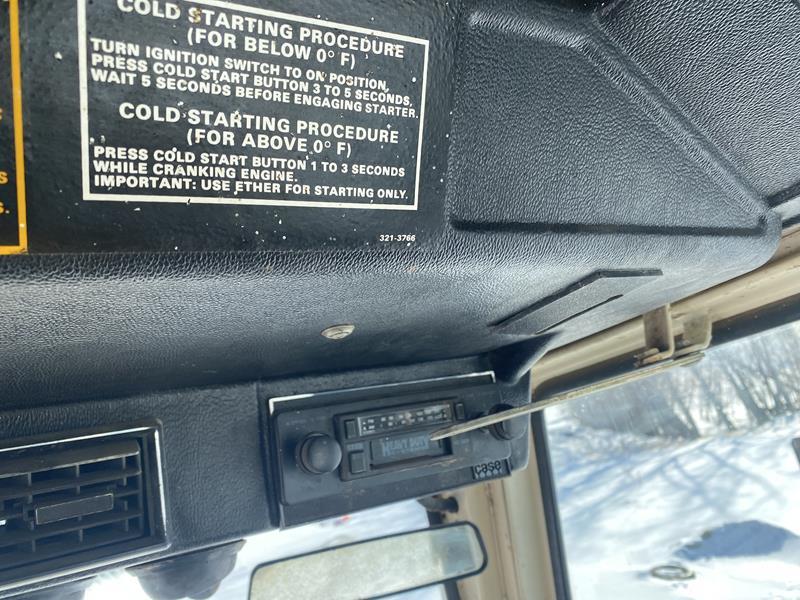 COLD STARTING PROCEDURE
(FOR BELOW 0° F)
TURN IGNITION SWITCH TO ON POSITION,
PRESS COLD START BUTTON 3 TO 5 SECONDS,
WAIT 5 SECONDS BEFORE ENGAGING STARTER.
COLD STARTING PROCEDURE
(FOR ABOVE 0° F)
PRESS COLD START BUTTON 1 TO 3 SECONDS
WHILE CRANKING ENGINE.
IMPORTANT: USE ETHER FOR STARTING ONLY.
321-3766
HEAVY DUTY
case